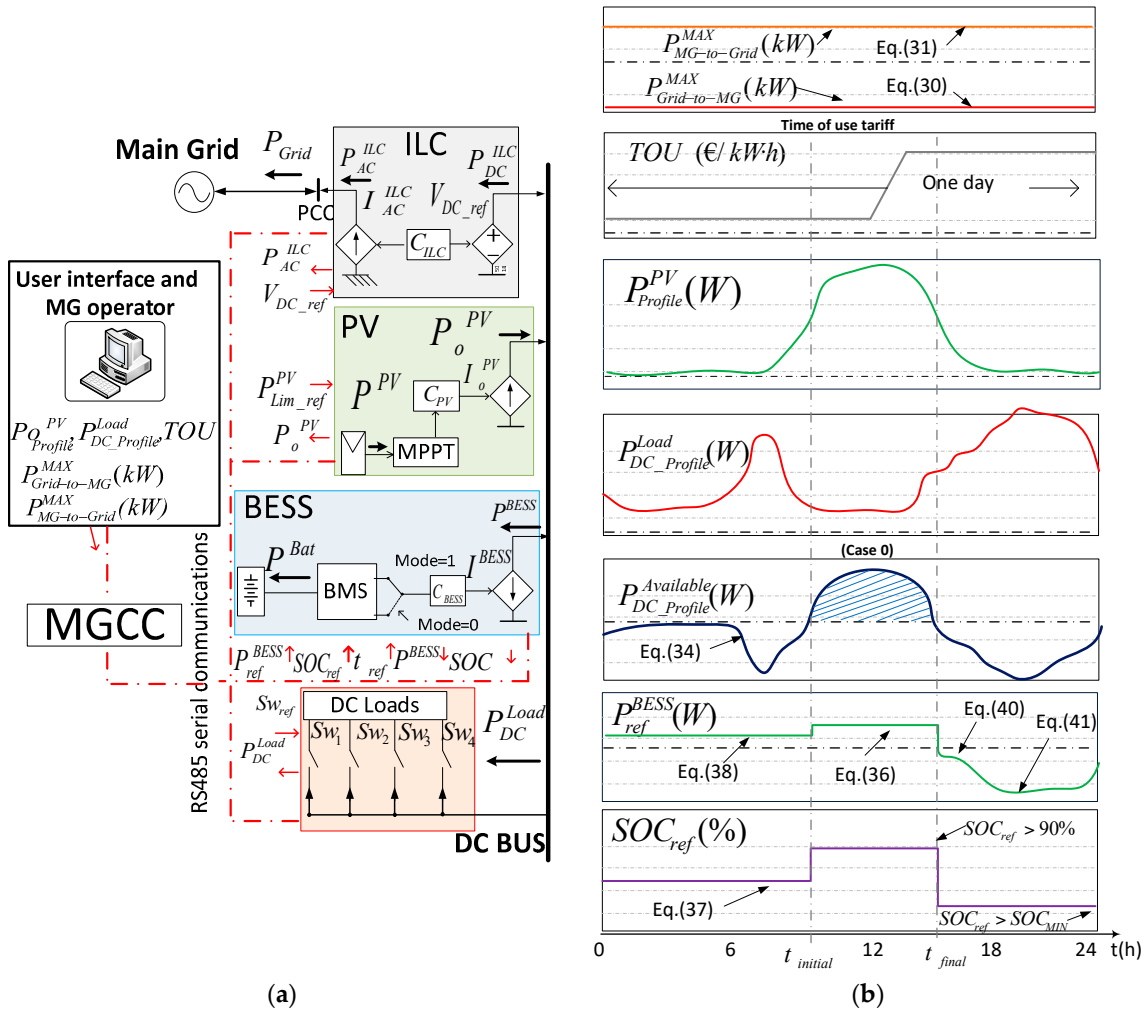 Main Grid
P_Grid
PCC
ILC
P_AC^ILC
P_DC^ILC
I_AC^ILC
V_DC_ref
C_ILC
P_AC^ILC
V_DC_ref
User interface and
MG operator
Po_Profile^PV, P_DC_Profile^Load, TOU
P_Grid-to-MG^MAX (kW)
P_MG-to-Grid^MAX (kW)
PV
P_o^PV
P^PV
C_PV
I_o^PV
MPPT
P_Lim_ref^PV
P_o^PV
BESS
P^BESS
P^Bat
BMS
Mode=1
Mode=0
C_BESS
I^BESS
MGCC
RS485 serial communications
P_ref^BESS SOC_ref t_ref P^BESS SOC
DC Loads
Sw_1 Sw_2 Sw_3 Sw_4
Sw_ref
P_DC^Load
P_DC^Load
DC BUS
(a)
P_MG-to-Grid^MAX (kW)
Eq.(31)
P_Grid-to-MG^MAX (kW)
Eq.(30)
Time of use tariff
TOU (€/kW·h)
One day
P_Profile^PV (W)
P_DC_Profile^Load (W)
(Case 0)
P_DC_Profile^Available (W)
Eq.(34)
P_ref^BESS (W)
Eq.(38)
Eq.(36)
Eq.(40)
Eq.(41)
SOC_ref (%)
SOC_ref > 90%
Eq.(37)
SOC_ref > SOC_MIN
0 6 12 18 24 t(h)
t_initial t_final
(b)